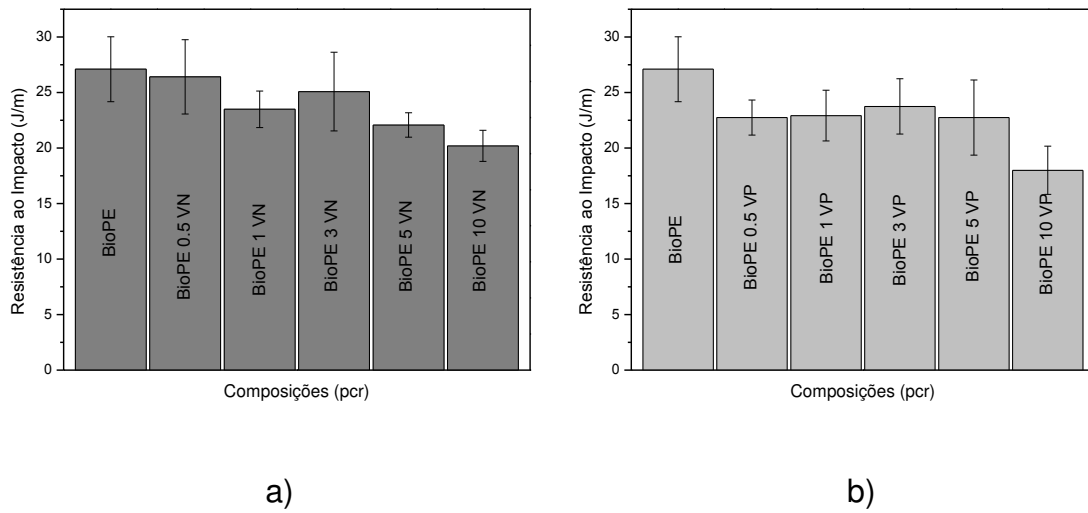 30
25
20
15
10
5
0
Resistência ao Impacto (J/m)
BioPE
BioPE 0.5 VN
BioPE 1 VN
BioPE 3 VN
BioPE 5 VN
BioPE 10 VN
Composições (pcr)
a)
30
25
20
15
10
5
0
Resistência ao Impacto (J/m)
BioPE
BioPE 0.5 VP
BioPE 1 VP
BioPE 3 VP
BioPE 5 VP
BioPE 10 VP
Composições (pcr)
b)